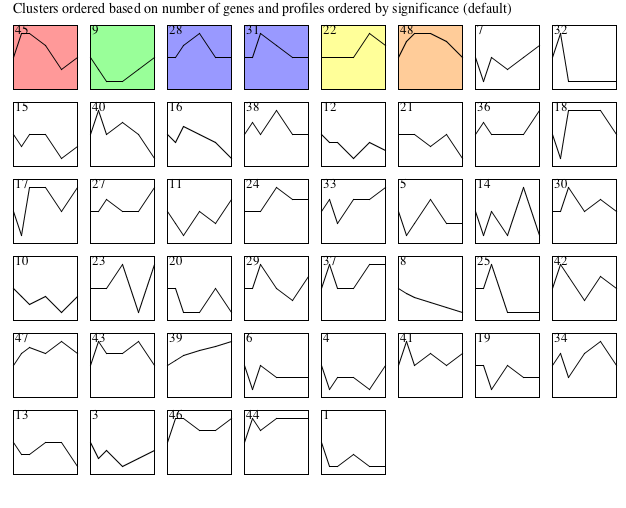 Clusters ordered based on number of genes and profiles ordered by significance (default)
45 9 28 31 22 48 7 32
15 40 16 38 12 21 36 18
17 27 11 24 33 5 14 30
10 23 20 29 37 8 25 42
47 43 39 6 4 41 19 34
13 3 46 44 1